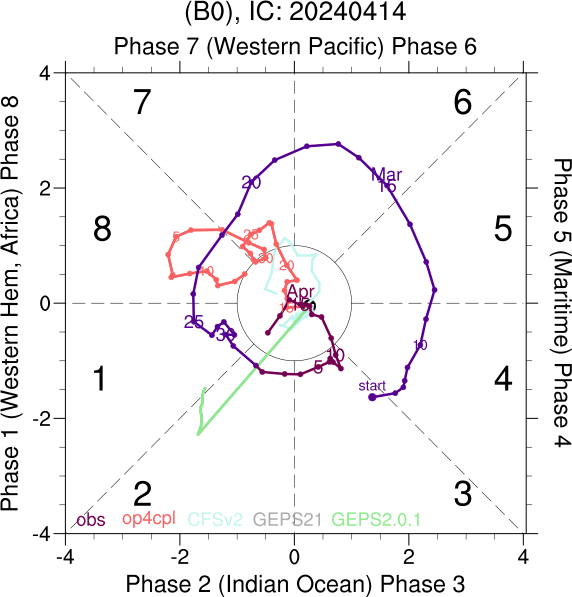 (B0), IC: 20240414
Phase 7 (Western Pacific) Phase 6
4
2
0
-2
-4
-4 -2 0 2 4
Phase 1 (Western Hem, Africa) Phase 8
Phase 5 (Maritime) Phase 4
Phase 2 (Indian Ocean) Phase 3
7 6
8 5
1 4
2 3
20
Mar
15
25
10
start
5
10
20
Apr
5
10
obs op4cpl CFSv2 GEPS21 GEPS2.0.1